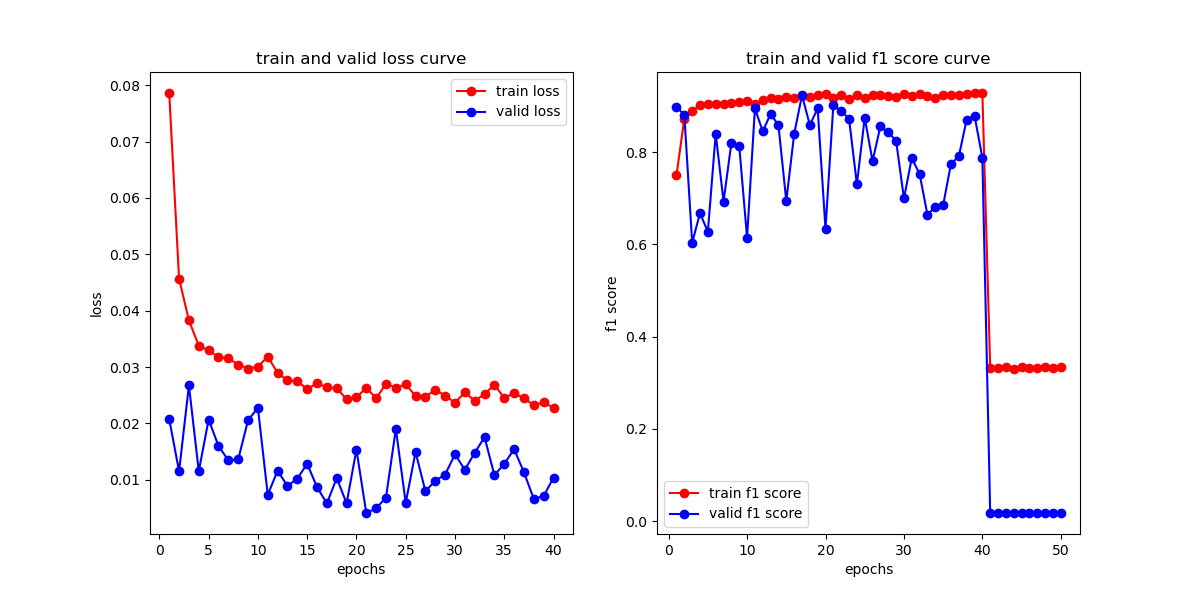 train and valid loss curve
train and valid f1 score curve
0.08
0.07
0.06
0.05
0.04
0.03
0.02
0.01
loss
train loss
valid loss
0 5 10 15 20 25 30 35 40
epochs
0.8
0.6
0.4
0.2
0.0
f1 score
train f1 score
valid f1 score
0 10 20 30 40 50
epochs